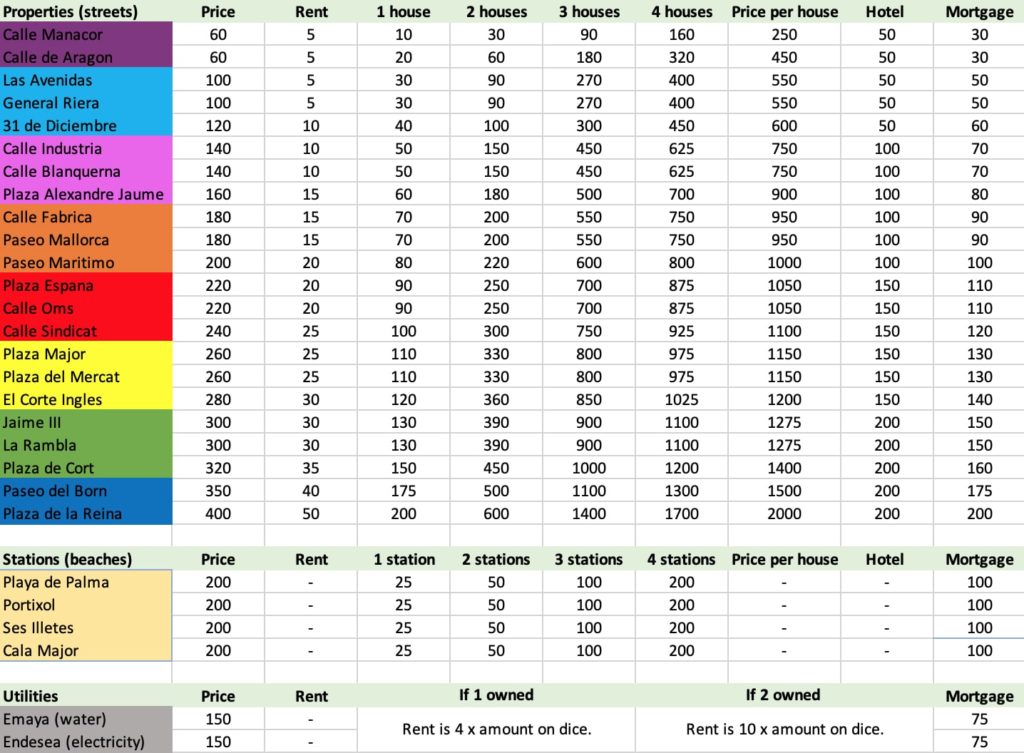 Properties (streets) Price Rent 1 house 2 houses 3 houses 4 houses Price per house Hotel Mortgage
Calle Manacor 60 5 10 30 90 160 250 50 30
Calle de Aragon 60 5 20 60 180 320 450 50 30
Las Avenidas 100 5 30 90 270 400 550 50 50
General Riera 100 5 30 90 270 400 550 50 50
31 de Diciembre 120 10 40 100 300 450 600 50 60
Calle Industria 140 10 50 150 450 625 750 100 70
Calle Blanquerna 140 10 50 150 450 625 750 100 70
Plaza Alexandre Jaume 160 15 60 180 500 700 900 100 80
Calle Fabrica 180 15 70 200 550 750 950 100 90
Paseo Mallorca 180 15 70 200 550 750 950 100 90
Paseo Maritimo 200 20 80 220 600 800 1000 100 100
Plaza Espana 220 20 90 250 700 875 1050 150 110
Calle Oms 220 20 90 250 700 875 1050 150 110
Calle Sindicat 240 25 100 300 750 925 1100 150 120
Plaza Major 260 25 110 330 800 975 1150 150 130
Plaza del Mercat 260 25 110 330 800 975 1150 150 130
El Corte Ingles 280 30 120 360 850 1025 1200 150 140
Jaime III 300 30 130 390 900 1100 1275 200 150
La Rambla 300 30 130 390 900 1100 1275 200 150
Plaza de Cort 320 35 150 450 1000 1200 1400 200 160
Paseo del Born 350 40 175 500 1100 1300 1500 200 175
Plaza de la Reina 400 50 200 600 1400 1700 2000 200 200
Stations (beaches) Price Rent 1 station 2 stations 3 stations 4 stations Price per house Hotel Mortgage
Playa de Palma 200 - 25 50 100 200 - - 100
Portixol 200 - 25 50 100 200 - - 100
Ses Illetes 200 - 25 50 100 200 - - 100
Cala Major 200 - 25 50 100 200 - - 100
Utilities Price Rent If 1 owned If 2 owned Mortgage
Emaya (water) 150 - Rent is 4 x amount on dice. Rent is 10 x amount on dice. 75
Endesea (electricity) 150 - 75